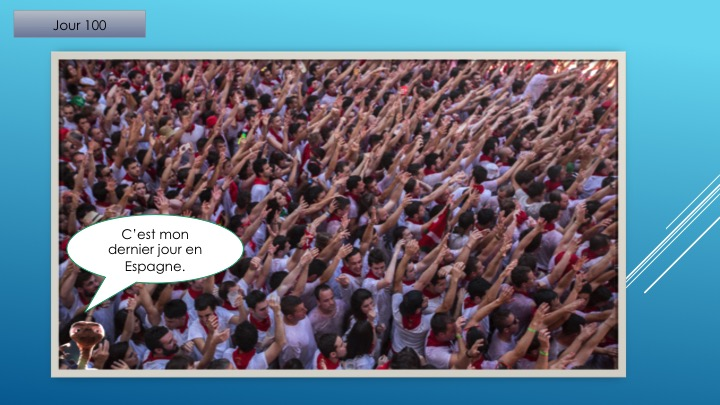 Jour 100
C’est mon
dernier jour en
Espagne.